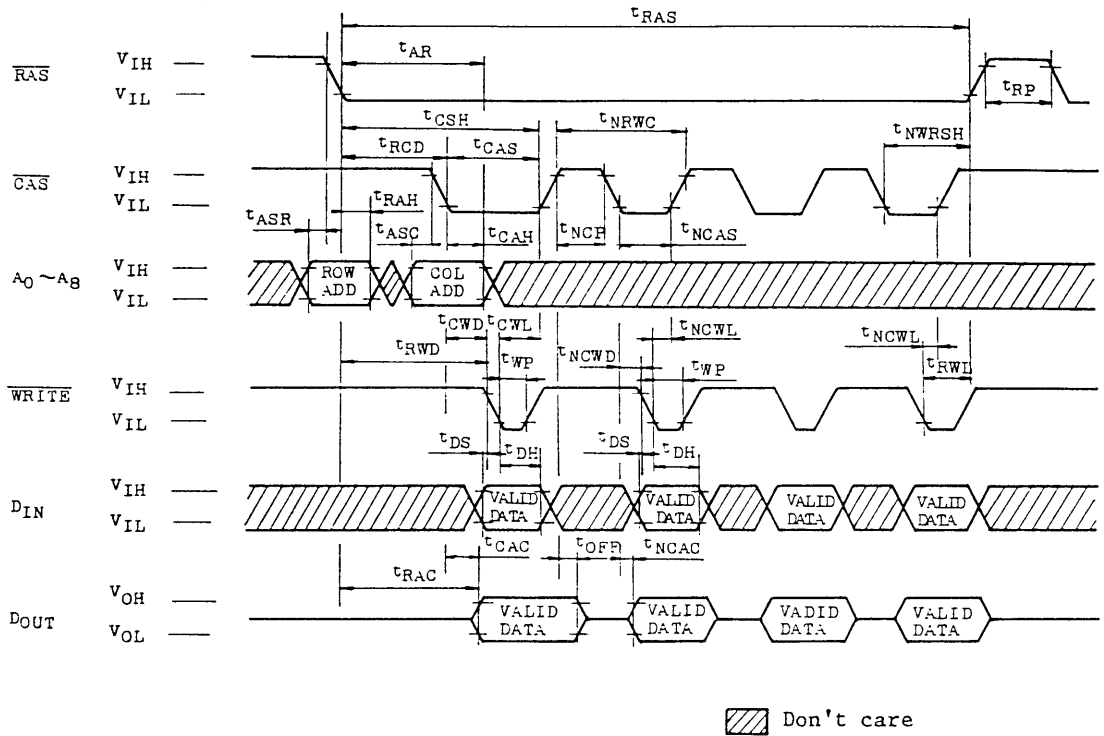 tRAS
tAR
RAS
VIH
VIL
tRP
tCSH
tNRWC
tNWRSH
tRCD
tCAS
CAS
VIH
VIL
tRAH
tASR
tASC
tCAH
tNCP
tNCAS
A0~A8
VIH
VIL
ROW ADD
COL ADD
tCWD
tCWL
tNCWL
tNCWL
tRWD
tWP
tNCWD
tWP
tRWL
WRITE
VIH
VIL
tDS
tDH
tDS
tDH
DIN
VIH
VIL
VALID DATA
VALID DATA
VALID DATA
VALID DATA
tCAC
tOFF
tNCAC
tRAC
DOUT
VOH
VOL
VALID DATA
VALID DATA
VADID DATA
VALID DATA
Don't care